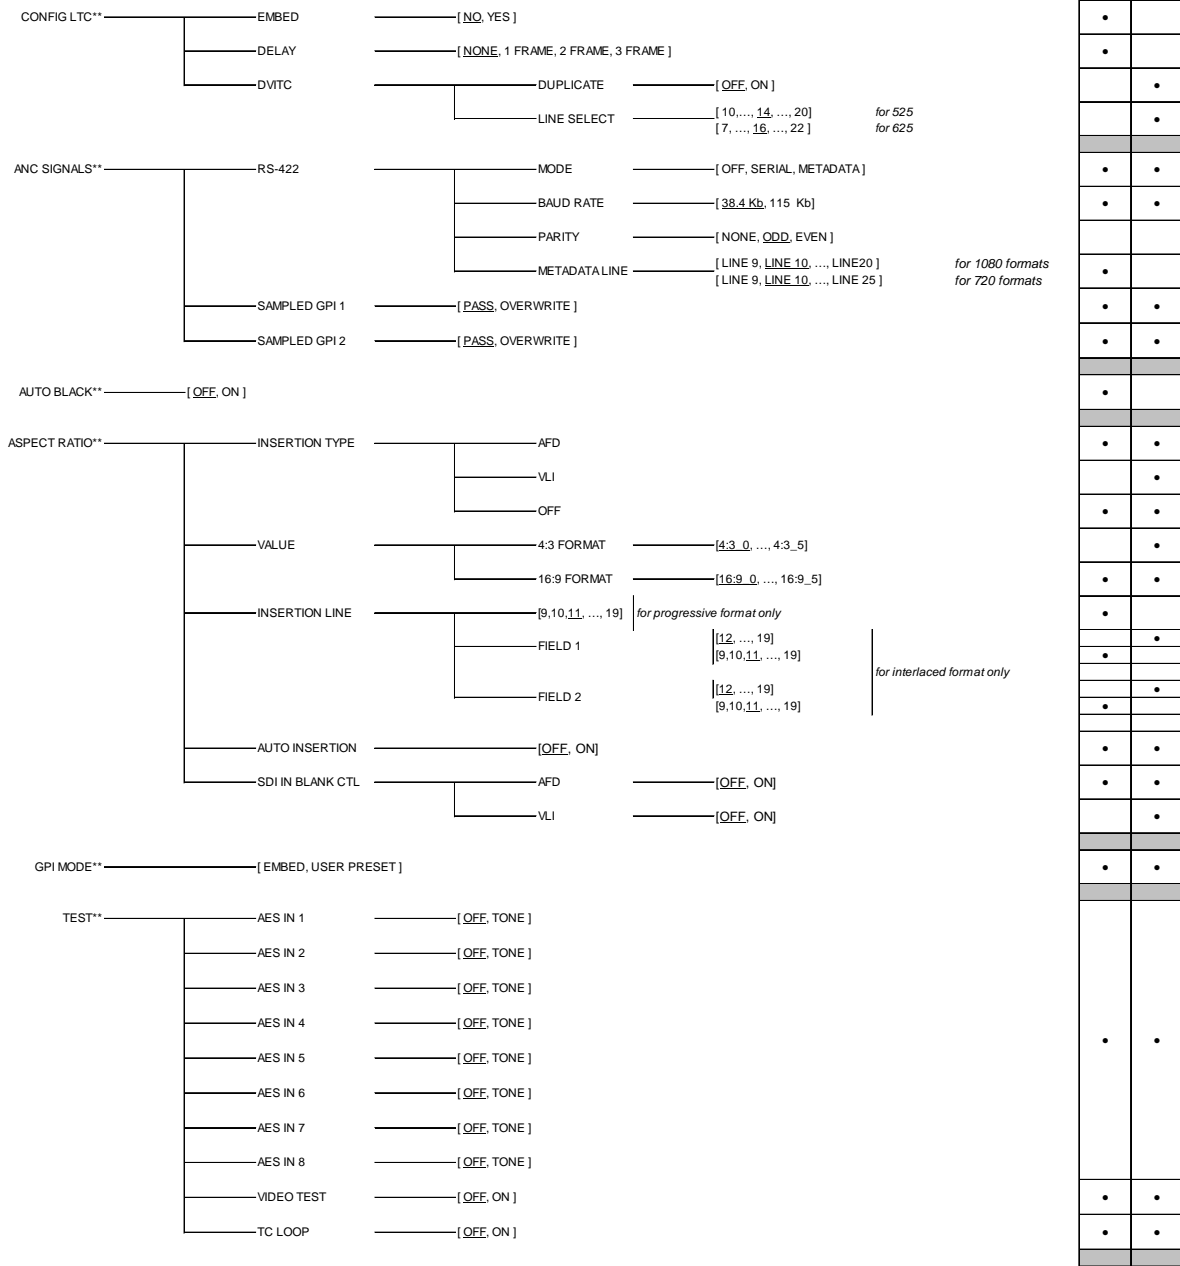 CONFIG LTC** EMBED [ NO, YES ] •
DELAY [ NONE, 1 FRAME, 2 FRAME, 3 FRAME ] •
DVITC DUPLICATE [ OFF, ON ] •
LINE SELECT [ 10,…, 14, …, 20] for 525 •
[ 7, …, 16, …, 22 ] for 625
ANC SIGNALS** RS-422 MODE [ OFF, SERIAL, METADATA ] • •
BAUD RATE [ 38.4 Kb, 115 Kb] • •
PARITY [ NONE, ODD, EVEN ]
METADATA LINE [ LINE 9, LINE 10, …, LINE20 ] for 1080 formats •
[ LINE 9, LINE 10, …, LINE 25 ] for 720 formats
SAMPLED GPI 1 [ PASS, OVERWRITE ] • •
SAMPLED GPI 2 [ PASS, OVERWRITE ] • •
AUTO BLACK** [ OFF, ON ] •
ASPECT RATIO** INSERTION TYPE AFD • •
VLI •
OFF • •
VALUE 4:3 FORMAT [4:3_0, …, 4:3_5] •
16:9 FORMAT [16:9_0, …, 16:9_5] • •
INSERTION LINE [9,10,11, …, 19] for progressive format only •
FIELD 1 [12, …, 19] •
[9,10,11, …, 19] •
for interlaced format only
FIELD 2 [12, …, 19] •
[9,10,11, …, 19] •
AUTO INSERTION [OFF, ON] • •
SDI IN BLANK CTL AFD [OFF, ON] • •
VLI [OFF, ON] •
GPI MODE** [ EMBED, USER PRESET ] • •
TEST** AES IN 1 [ OFF, TONE ]
AES IN 2 [ OFF, TONE ]
AES IN 3 [ OFF, TONE ]
AES IN 4 [ OFF, TONE ] • •
AES IN 5 [ OFF, TONE ]
AES IN 6 [ OFF, TONE ]
AES IN 7 [ OFF, TONE ]
AES IN 8 [ OFF, TONE ]
VIDEO TEST [ OFF, ON ] • •
TC LOOP [ OFF, ON ] • •